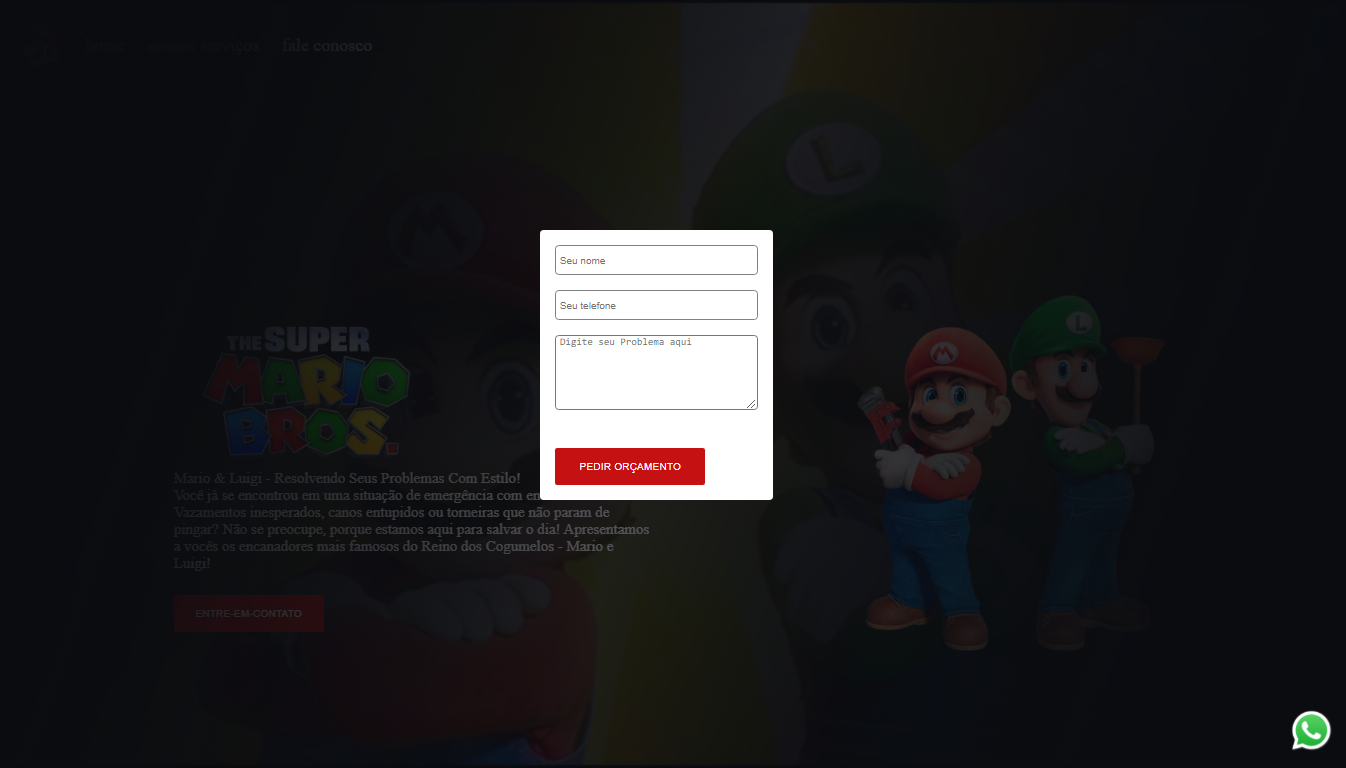 home nossos serviços fale conosco
L
M
L
M
THE SUPER
MARIO
BROS.
Mario & Luigi - Resolvendo Seus Problemas Com Estilo!
Você já se encontrou em uma situação de emergência com en
Vazamentos inesperados, canos entupidos ou torneiras que não param de
pingar? Não se preocupe, porque estamos aqui para salvar o dia! Apresentamos
a vocês os encanadores mais famosos do Reino dos Cogumelos - Mario e
Luigi!
ENTRE-EM-CONTATO
Seu nome
Seu telefone
Digite seu Problema aqui
PEDIR ORÇAMENTO